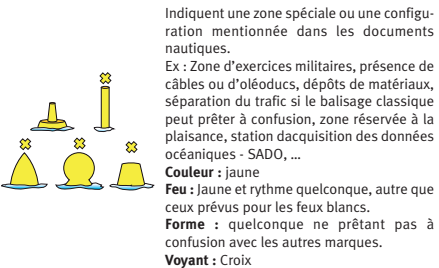 Indiquent une zone spéciale ou une configu-
ration mentionnée dans les documents
nautiques.
Ex : Zone d'exercices militaires, présence de
câbles ou d'oléoducs, dépôts de matériaux,
séparation du trafic si le balisage classique
peut prêter à confusion, zone réservée à la
plaisance, station dacquisition des données
océaniques - SADO, ...
Couleur : jaune
Feu : Jaune et rythme quelconque, autre que
ceux prévus pour les feux blancs.
Forme : quelconque ne prêtant pas à
confusion avec les autres marques.
Voyant : Croix